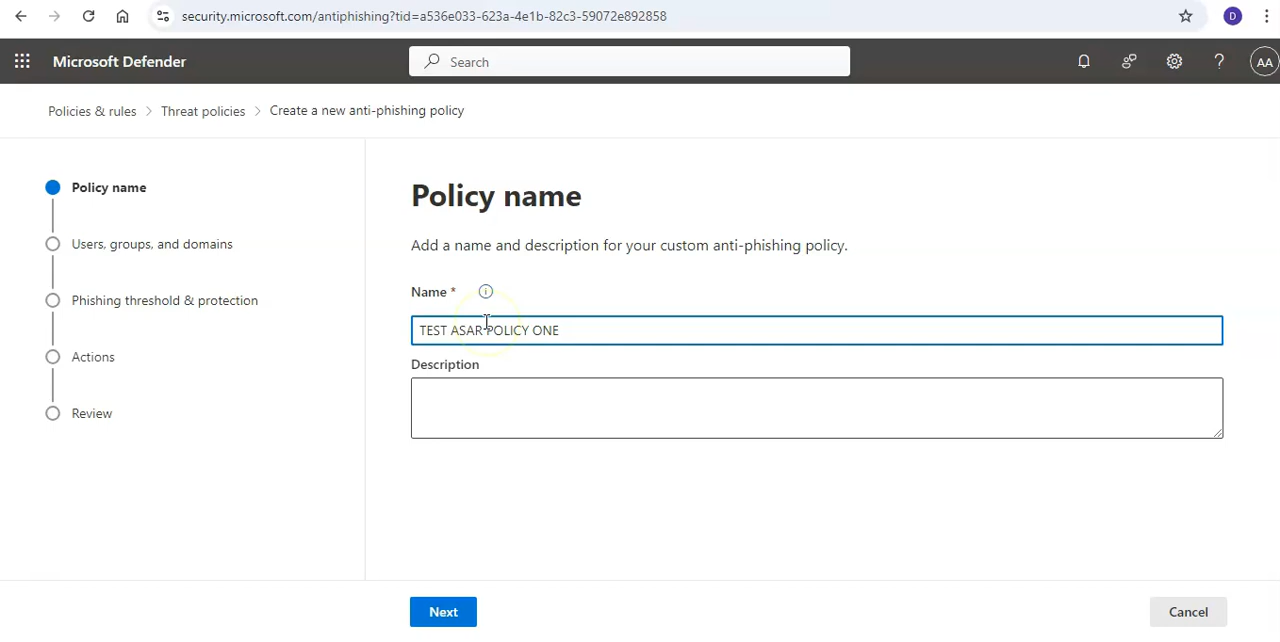 security.microsoft.com/antiphishing?tid=a536e033-623a-4e1b-82c3-59072e892858
D
Microsoft Defender
Search
?
AA
Policies & rules > Threat policies > Create a new anti-phishing policy
Policy name
Users, groups, and domains
Phishing threshold & protection
Actions
Review
Policy name
Add a name and description for your custom anti-phishing policy.
Name *
TEST ASAR POLICY ONE
Description
Next
Cancel